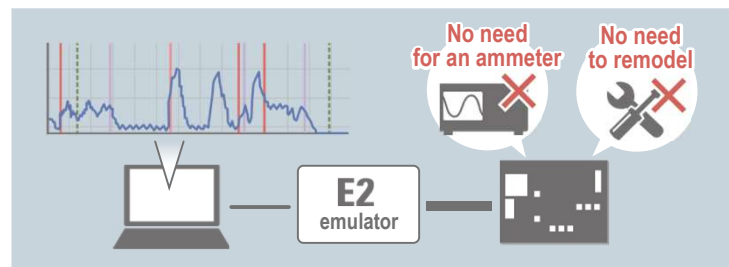 No need
for an ammeter
No need
to remodel
E2
emulator